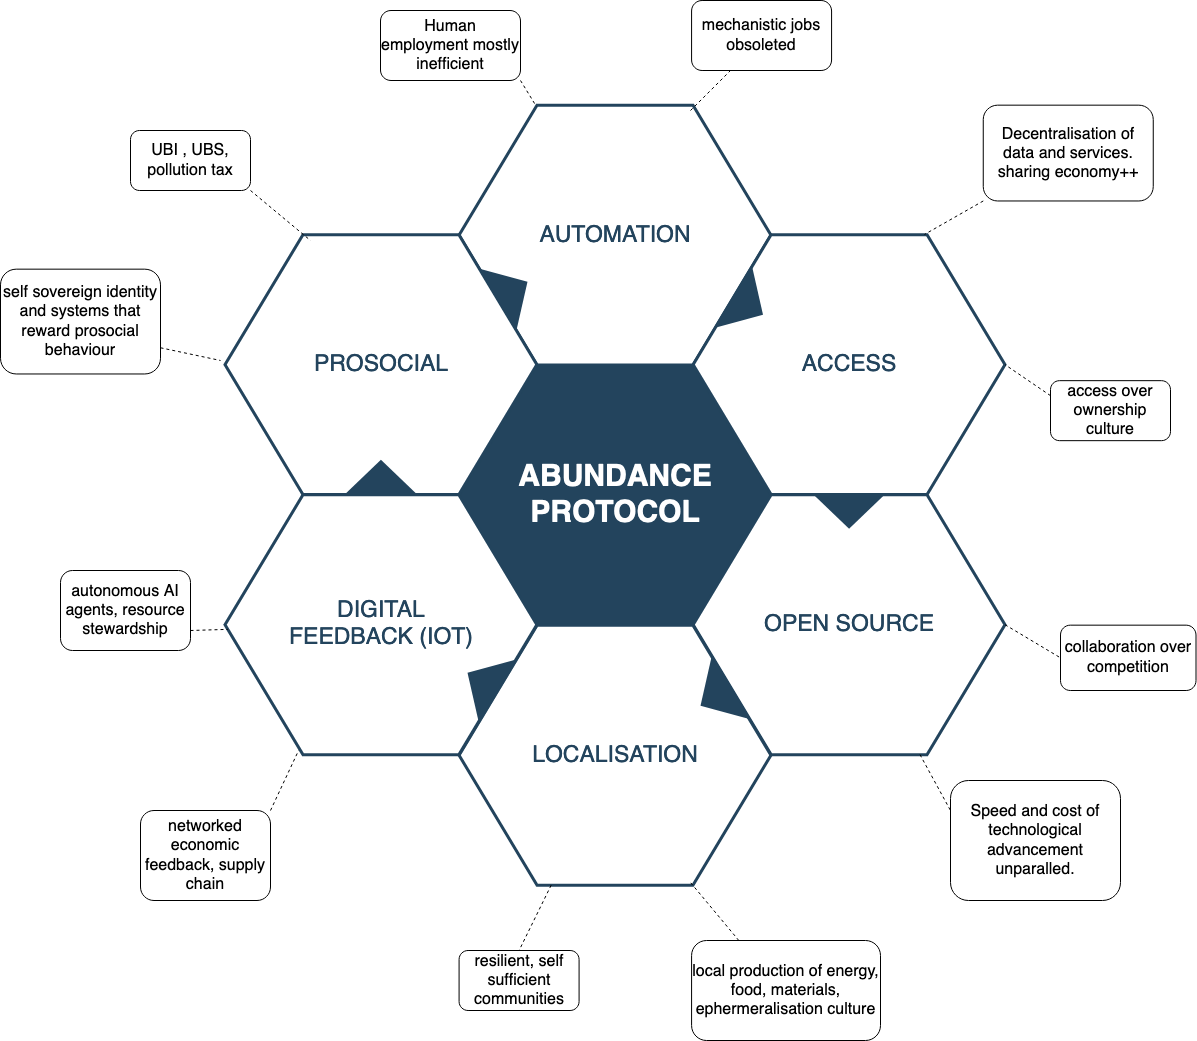 Human
employment mostly
inefficient
mechanistic jobs
obsoleted
UBI , UBS,
pollution tax
Decentralisation of
data and services.
sharing economy++
AUTOMATION
self sovereign identity
and systems that
reward prosocial
behaviour
PROSOCIAL
ACCESS
access over
ownership
culture
ABUNDANCE
PROTOCOL
autonomous AI
agents, resource
stewardship
DIGITAL
FEEDBACK (IOT)
OPEN SOURCE
collaboration over
competition
LOCALISATION
networked
economic
feedback, supply
chain
Speed and cost of
technological
advancement
unparalled.
resilient, self
sufficient
communities
local production of energy,
food, materials,
ephermeralisation culture